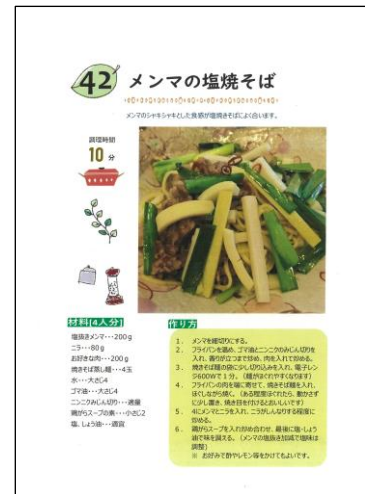 42
メンマの塩焼そば
メンマのシャキシャキとした食感が塩焼きそばによく合います。
調理時間
10分
材料(4人分)
塩抜きメンマ・・・200g
ニラ・・・80g
お好きな肉・・・200g
焼きそば蒸し麺・・・4玉
水・・・大さじ4
ゴマ油・・・大さじ4
ニンニクみじん切り・・・適量
鶏がらスープの素・・・小さじ2
塩、しょう油・・・適宜
作り方
1. メンマを細切りにする。
2. フライパンを温め、ゴマ油とニンニクのみじん切りを
入れ、香りが立つまで炒め、肉を入れて炒める。
3. 焼きそば麺の袋に少し切り込みを入れ、電子レン
ジ600Wで1分。（麺がほぐれやすくなります）
4. フライパンの肉を端に寄せて、焼きそば麺を入れ、
ほぐしながら焼く。（ある程度ほぐれたら、動かさず
に少し置き、焼き目を付けるとおいしいです）
5. 4にメンマとニラを入れ、ニラがしんなりする程度に
炒める。
6. 鶏がらスープを入れ炒め合わせ、最後に塩・しょう
油で味を調える。（メンマの塩抜き加減で塩味は
調整）
※ お好みで酢やレモン等をかけてもよいです。